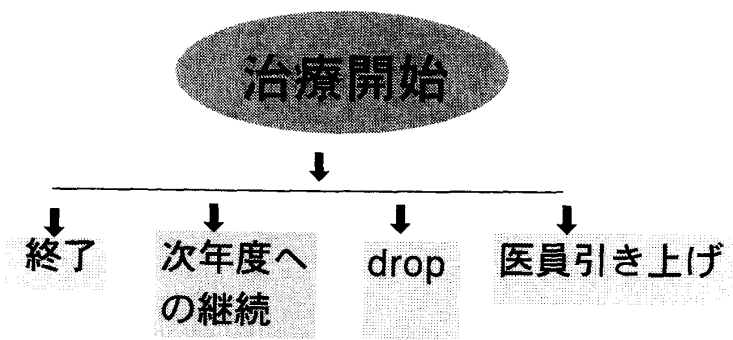 治療開始
終了
次年度へ
の継続
drop
医員引き上げ